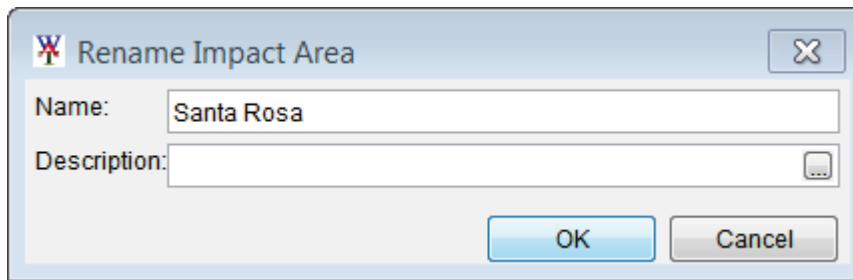 Rename Impact Area
Name: Santa Rosa
Description: ...
OK Cancel